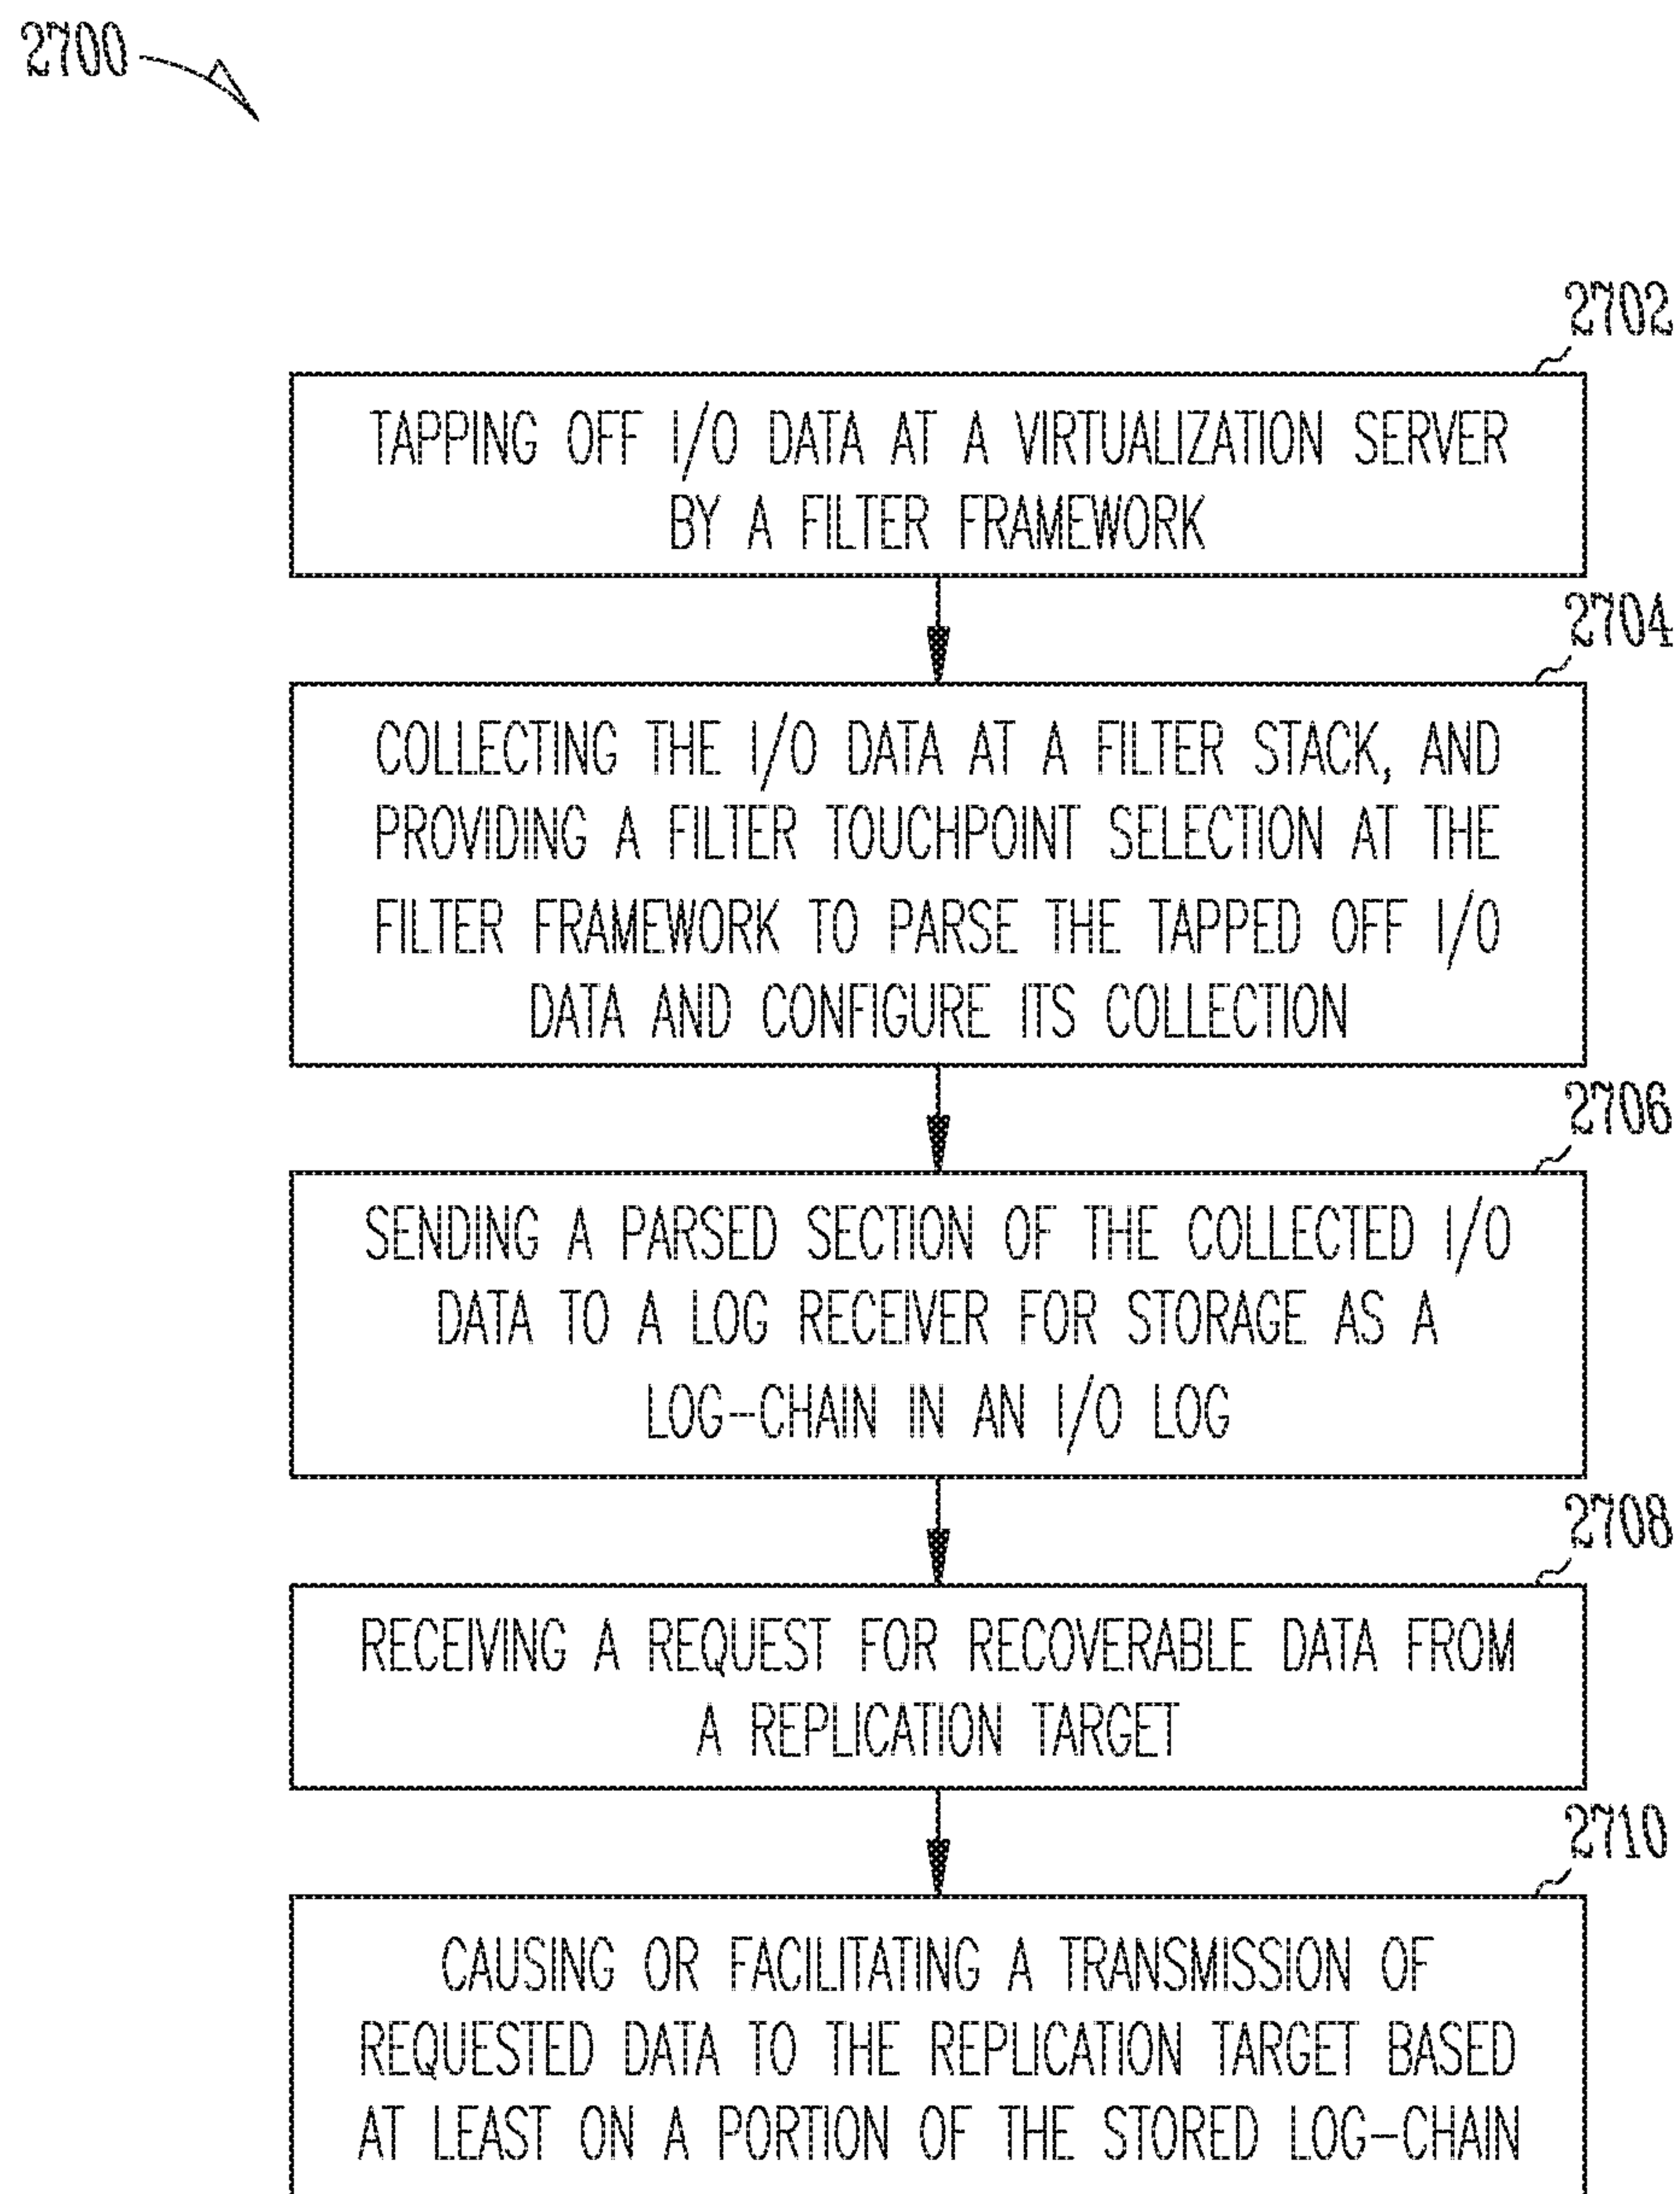 2700
2702
TAPPING OFF I/O DATA AT A VIRTUALIZATION SERVER
BY A FILTER FRAMEWORK
2704
COLLECTING THE I/O DATA AT A FILTER STACK, AND
PROVIDING A FILTER TOUCHPOINT SELECTION AT THE
FILTER FRAMEWORK TO PARSE THE TAPPED OFF I/O
DATA AND CONFIGURE ITS COLLECTION
2706
SENDING A PARSED SECTION OF THE COLLECTED I/O
DATA TO A LOG RECEIVER FOR STORAGE AS A
LOG-CHAIN IN AN I/O LOG
2708
RECEIVING A REQUEST FOR RECOVERABLE DATA FROM
A REPLICATION TARGET
2710
CAUSING OR FACILITATING A TRANSMISSION OF
REQUESTED DATA TO THE REPLICATION TARGET BASED
AT LEAST ON A PORTION OF THE STORED LOG-CHAIN